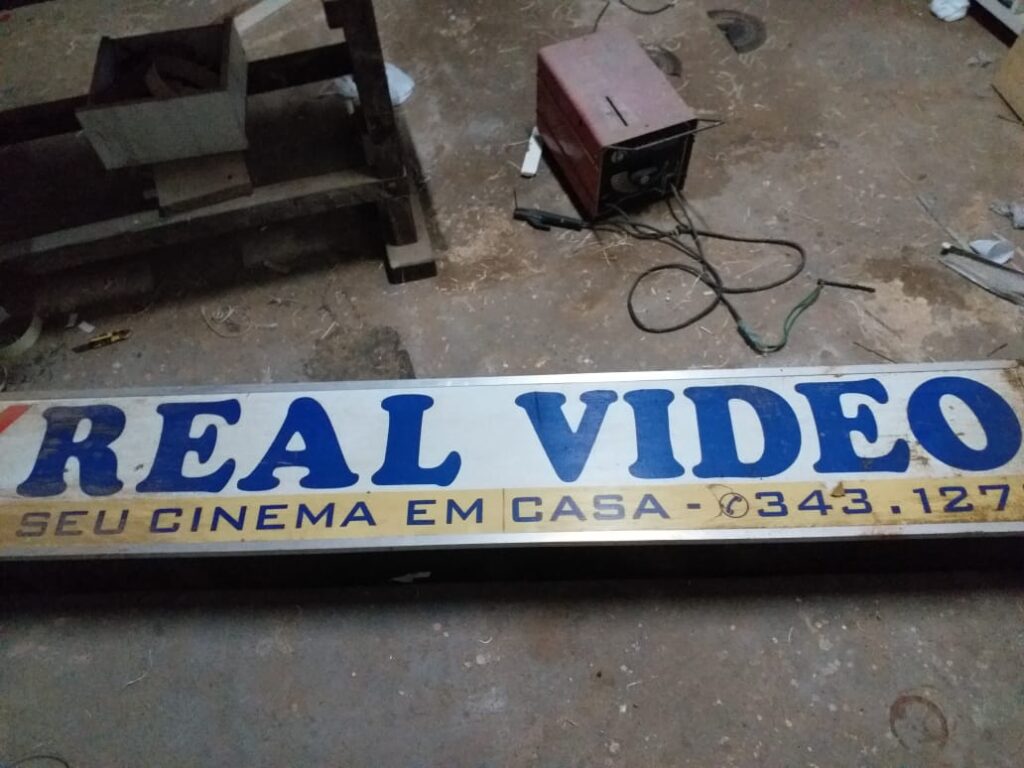 REAL VIDEO
SEU CINEMA EM CASA - ✆ 343.127